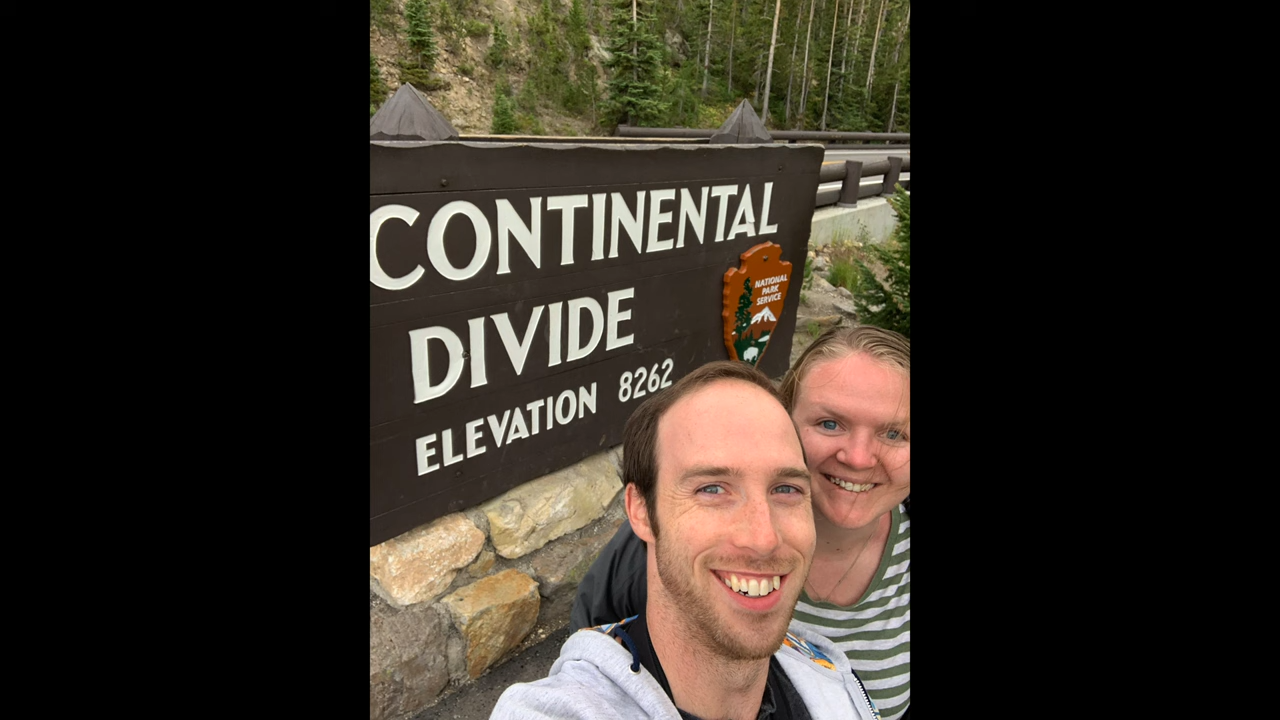 CONTINENTAL
DIVIDE
ELEVATION 8262
NATIONAL
PARK
SERVICE